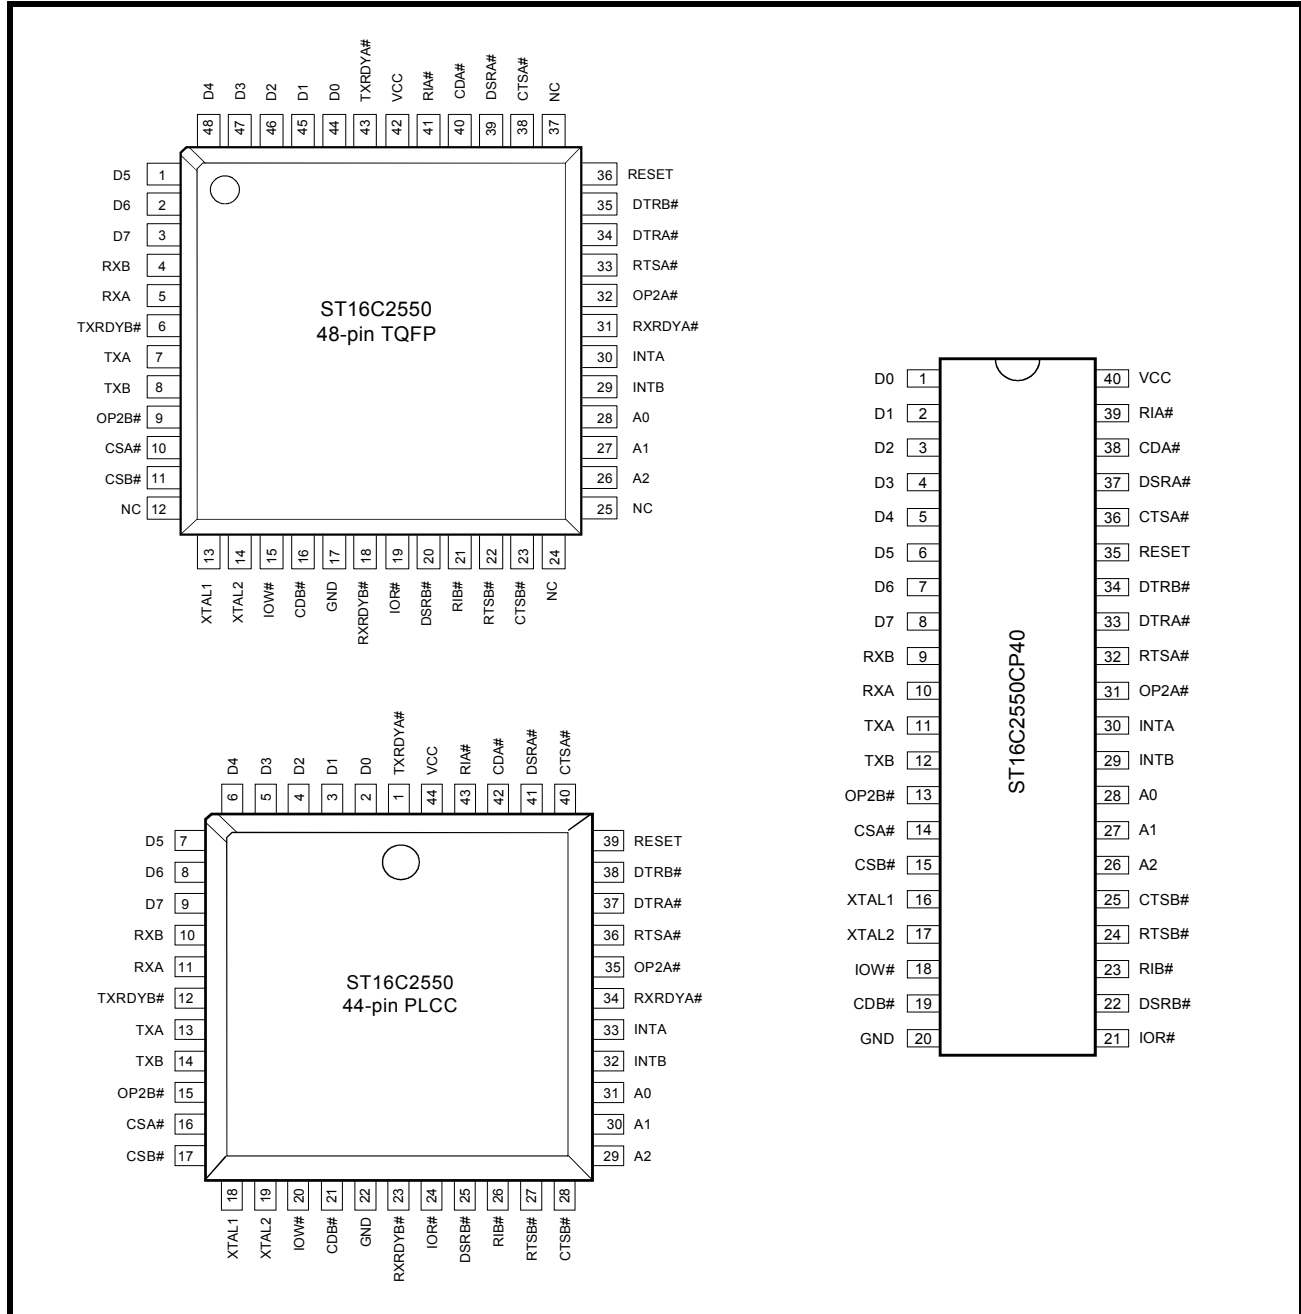 D4 D3 D2 D1 D0 TXRDYA# VCC RIA# CDA# DSRA# CTSA# NC
48 47 46 45 44 43 42 41 40 39 38 37
D5 1
D6 2
D7 3
RXB 4
RXA 5
TXRDYB# 6
TXA 7
TXB 8
OP2B# 9
CSA# 10
CSB# 11
NC 12
ST16C2550
48-pin TQFP
36 RESET
35 DTRB#
34 DTRA#
33 RTSA#
32 OP2A#
31 RXRDYA#
30 INTA
29 INTB
28 A0
27 A1
26 A2
25 NC
13 14 15 16 17 18 19 20 21 22 23 24
XTAL1 XTAL2 IOW# CDB# GND RXRDYB# IOR# DSRB# RIB# RTSB# CTSB# NC
D4 D3 D2 D1 D0 TXRDYA# VCC RIA# CDA# DSRA# CTSA#
6 5 4 3 2 1 44 43 42 41 40
D5 7
D6 8
D7 9
RXB 10
RXA 11
TXRDYB# 12
TXA 13
TXB 14
OP2B# 15
CSA# 16
CSB# 17
ST16C2550
44-pin PLCC
39 RESET
38 DTRB#
37 DTRA#
36 RTSA#
35 OP2A#
34 RXRDYA#
33 INTA
32 INTB
31 A0
30 A1
29 A2
18 19 20 21 22 23 24 25 26 27 28
XTAL1 XTAL2 IOW# CDB# GND RXRDYB# IOR# DSRB# RIB# RTSB# CTSB#
D0 1
D1 2
D2 3
D3 4
D4 5
D5 6
D6 7
D7 8
RXB 9
RXA 10
TXA 11
TXB 12
OP2B# 13
CSA# 14
CSB# 15
XTAL1 16
XTAL2 17
IOW# 18
CDB# 19
GND 20
ST16C2550CP40
40 VCC
39 RIA#
38 CDA#
37 DSRA#
36 CTSA#
35 RESET
34 DTRB#
33 DTRA#
32 RTSA#
31 OP2A#
30 INTA
29 INTB
28 A0
27 A1
26 A2
25 CTSB#
24 RTSB#
23 RIB#
22 DSRB#
21 IOR#